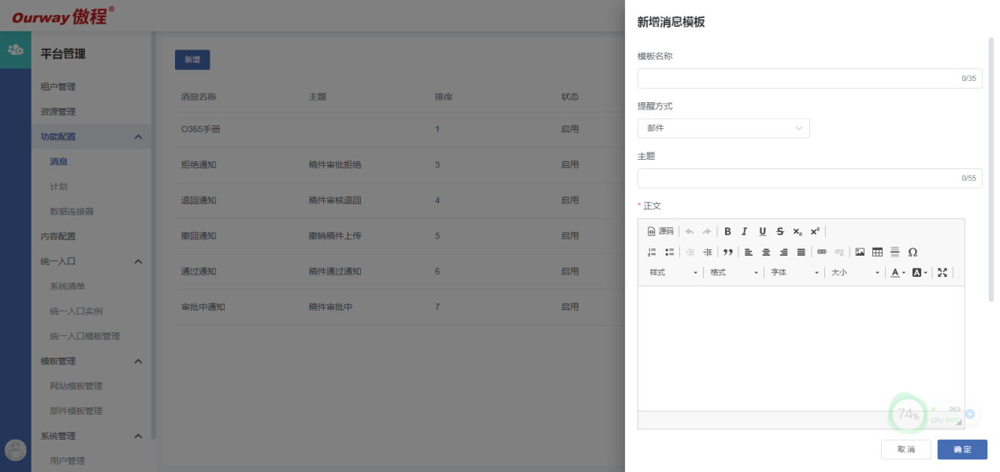 Ourway 傲程®
平台管理
租户管理
资源管理
功能配置
消息
计划
数据连接器
内容配置
统一入口
系统清单
统一入口实例
统一入口模板管理
模板管理
网站模板管理
部件模板管理
系统管理
用户管理
新增
消息名称 主题 排序 状态
O365手册 1 启用
拒绝通知 稿件审批拒绝 3 启用
退回通知 稿件审核退回 4 启用
撤回通知 撤销稿件上传 5 启用
通过通知 稿件通过通知 6 启用
审批中通知 稿件审批中 7 启用
新增消息模板
模板名称
0/35
提醒方式
邮件
主题
0/55
* 正文
源码 B I U S x₂ x²
Ω
样式 格式 字体 大小 A A
74% 0K/s
CPU 54°C
取消 确定